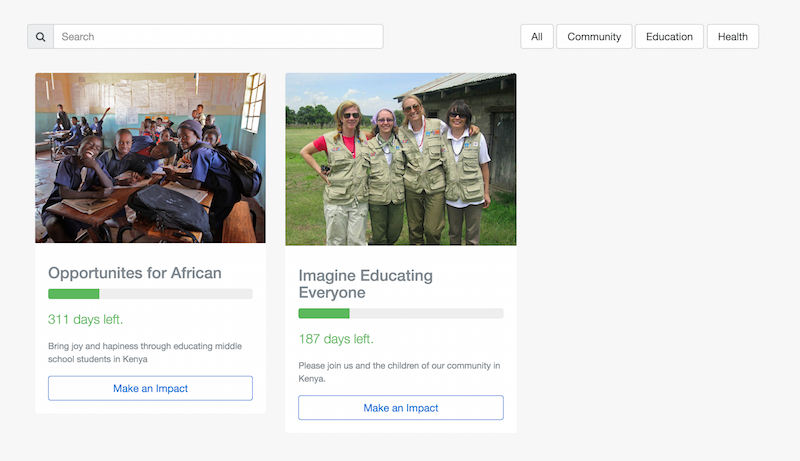 Search
All
Community
Education
Health
Opportunites for African
311 days left.
Bring joy and hapiness through educating middle
school students in Kenya
Make an Impact
Imagine Educating
Everyone
187 days left.
Please join us and the children of our community in
Kenya.
Make an Impact